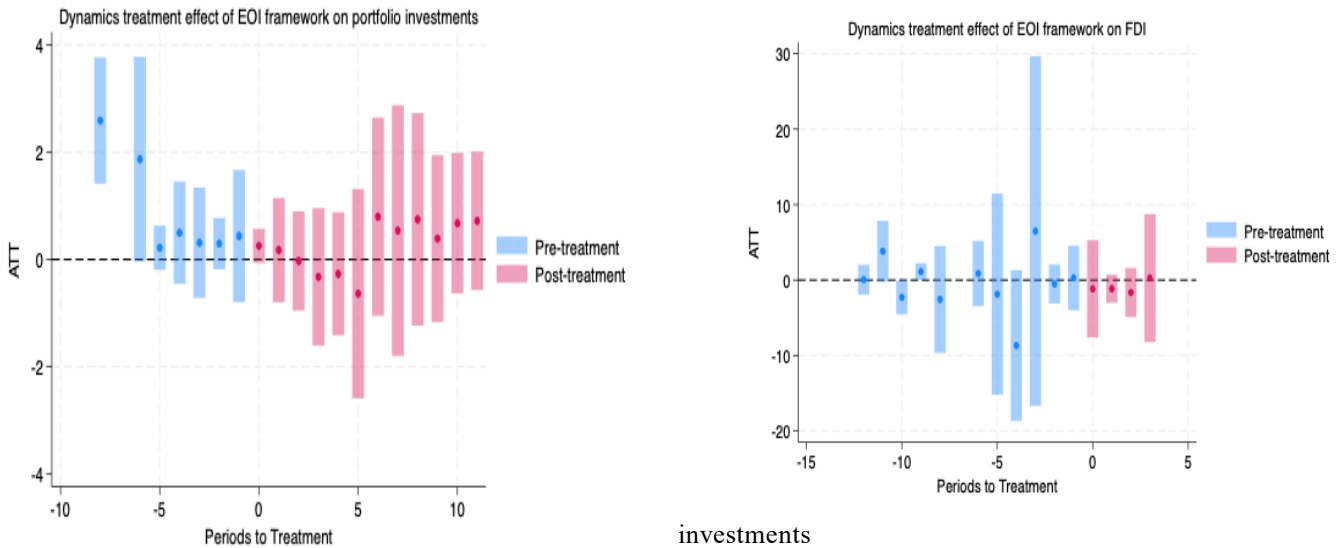 Dynamics treatment effect of EOI framework on portfolio investments
4
2
0
-2
-4
ATT
-10
-5
0
5
10
Periods to Treatment
Pre-treatment
Post-treatment
Dynamics treatment effect of EOI framework on FDI
30
20
10
0
-10
-20
ATT
-15
-10
-5
0
5
Periods to Treatment
Pre-treatment
Post-treatment
investments